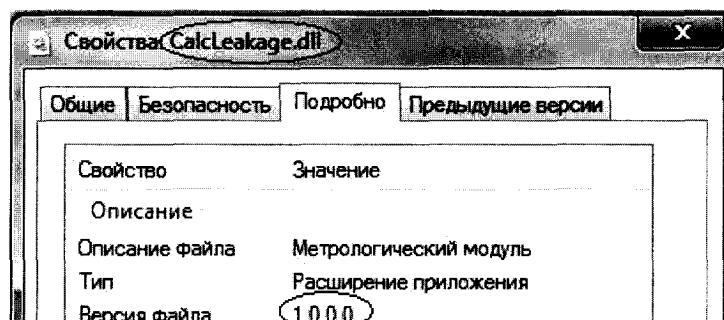 Свойства: CalcLeakage.dll
x
Общие Безопасность Подробно Предыдущие версии
Свойство Значение
Описание
Описание файла Метрологический модуль
Тип Расширение приложения
Версия файла 1.0.0.0